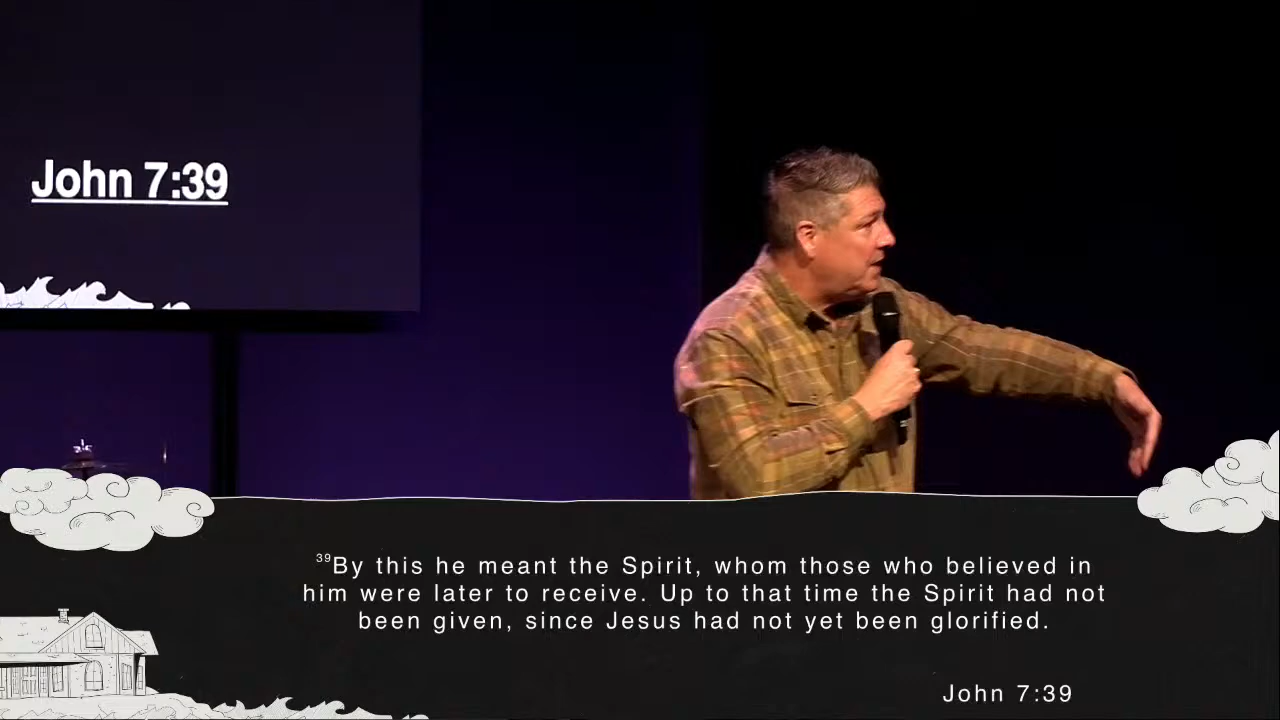 John 7:39
39By this he meant the Spirit, whom those who believed in
him were later to receive. Up to that time the Spirit had not
been given, since Jesus had not yet been glorified.
John 7:39